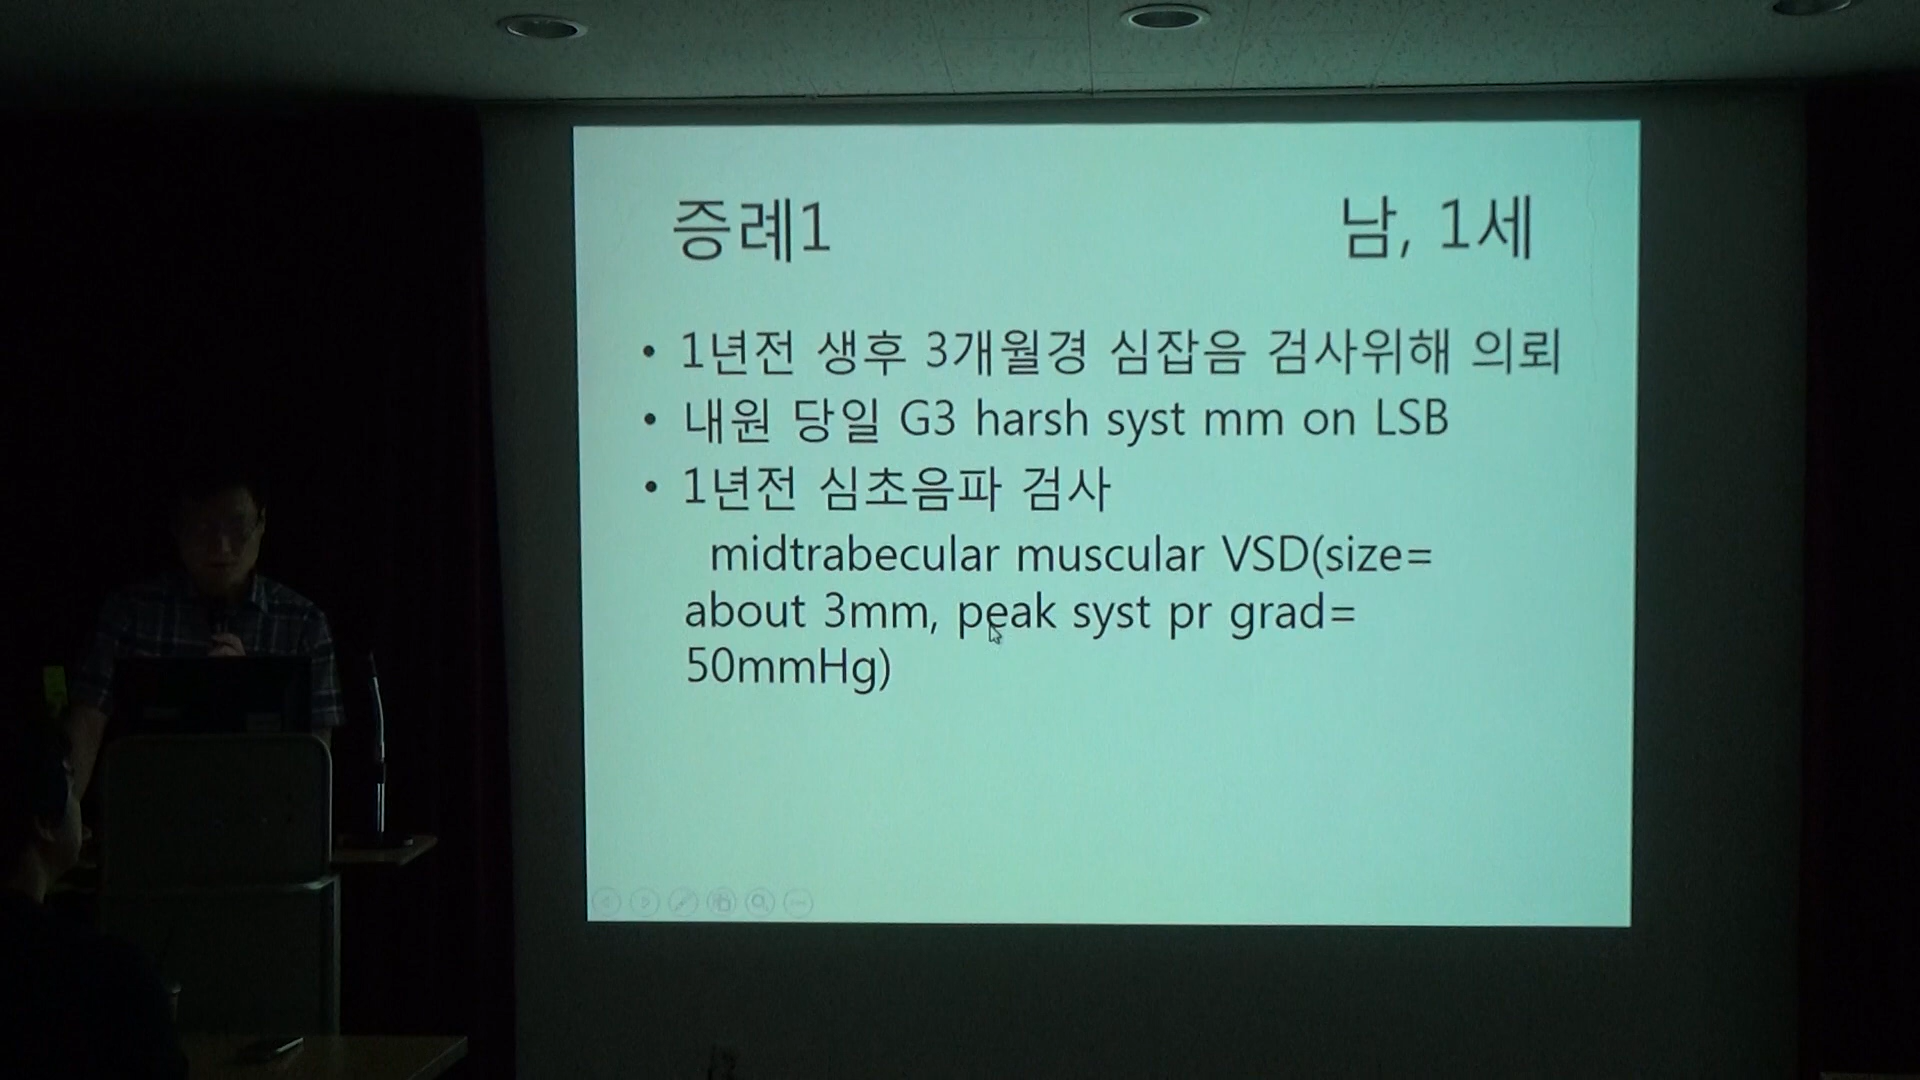 증례1 남, 1세
• 1년전 생후 3개월경 심잡음 검사위해 의뢰
• 내원 당일 G3 harsh syst mm on LSB
• 1년전 심초음파 검사
midtrabecular muscular VSD(size=
about 3mm, peak syst pr grad=
50mmHg)